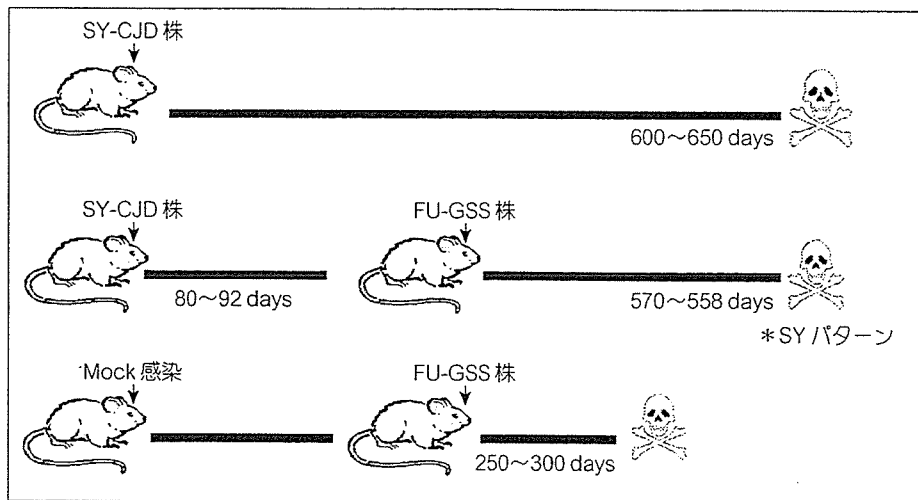 SY-CJD 株
600〜650 days
SY-CJD 株
FU-GSS 株
80〜92 days
570〜558 days
*SY パターン
Mock 感染
FU-GSS 株
250〜300 days